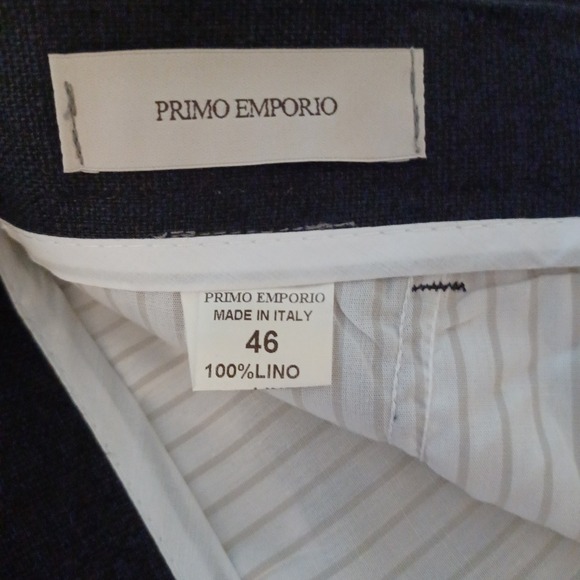 PRIMO EMPORIO
PRIMO EMPORIO
MADE IN ITALY
46
100%LINO